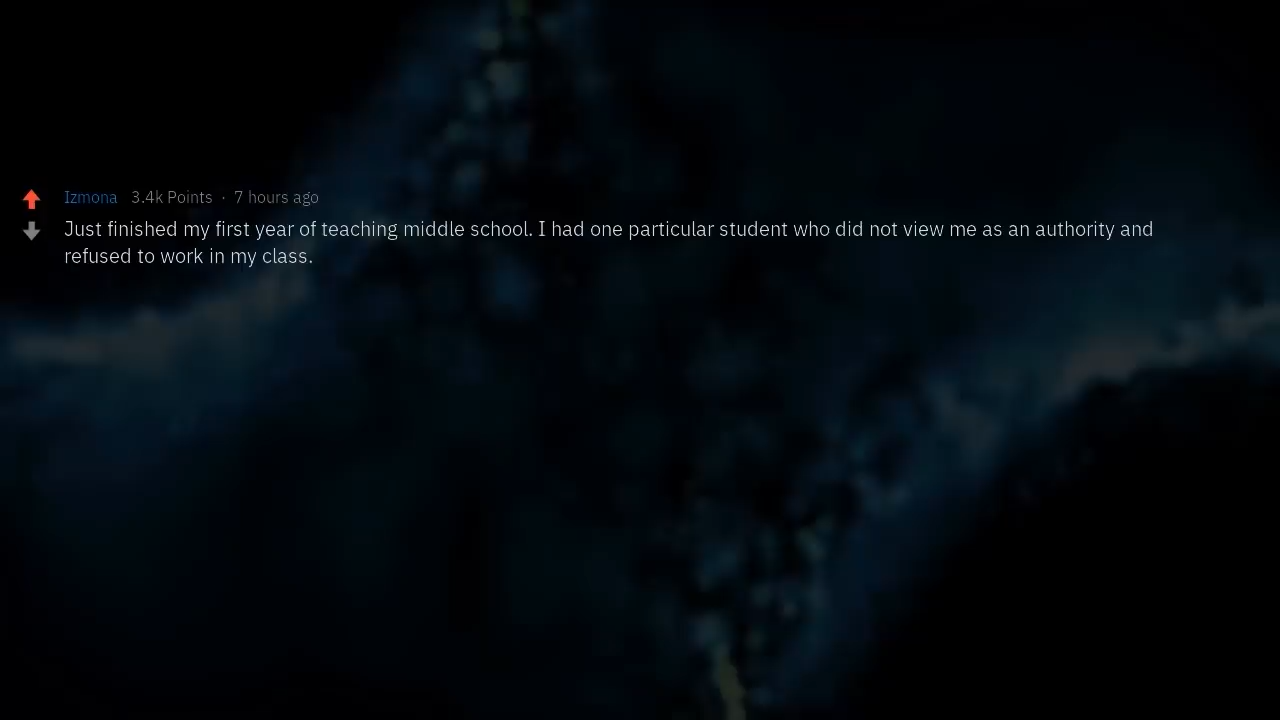 Izmona 3.4k Points · 7 hours ago
Just finished my first year of teaching middle school. I had one particular student who did not view me as an authority and
refused to work in my class.